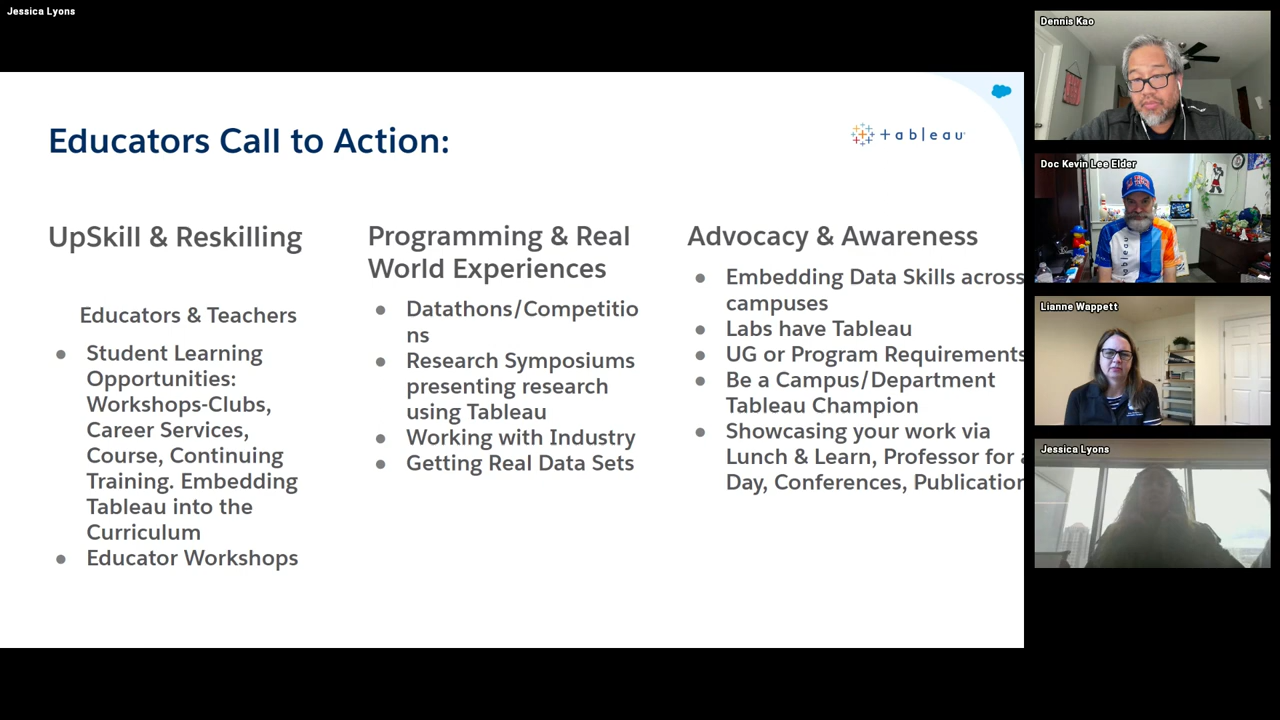 Jessica Lyons
Educators Call to Action:
tableau
UpSkill & Reskilling
Educators & Teachers
● Student Learning
Opportunities:
Workshops-Clubs,
Career Services,
Course, Continuing
Training. Embedding
Tableau into the
Curriculum
● Educator Workshops
Programming & Real
World Experiences
● Datathons/Competitio
ns
● Research Symposiums
presenting research
using Tableau
● Working with Industry
● Getting Real Data Sets
Advocacy & Awareness
● Embedding Data Skills across
campuses
● Labs have Tableau
● UG or Program Requirements
● Be a Campus/Department
Tableau Champion
● Showcasing your work via
Lunch & Learn, Professor for a
Day, Conferences, Publication
Dennis Kao
Doc Kevin Lee Elder
tableau
Lianne Wappett
Jessica Lyons